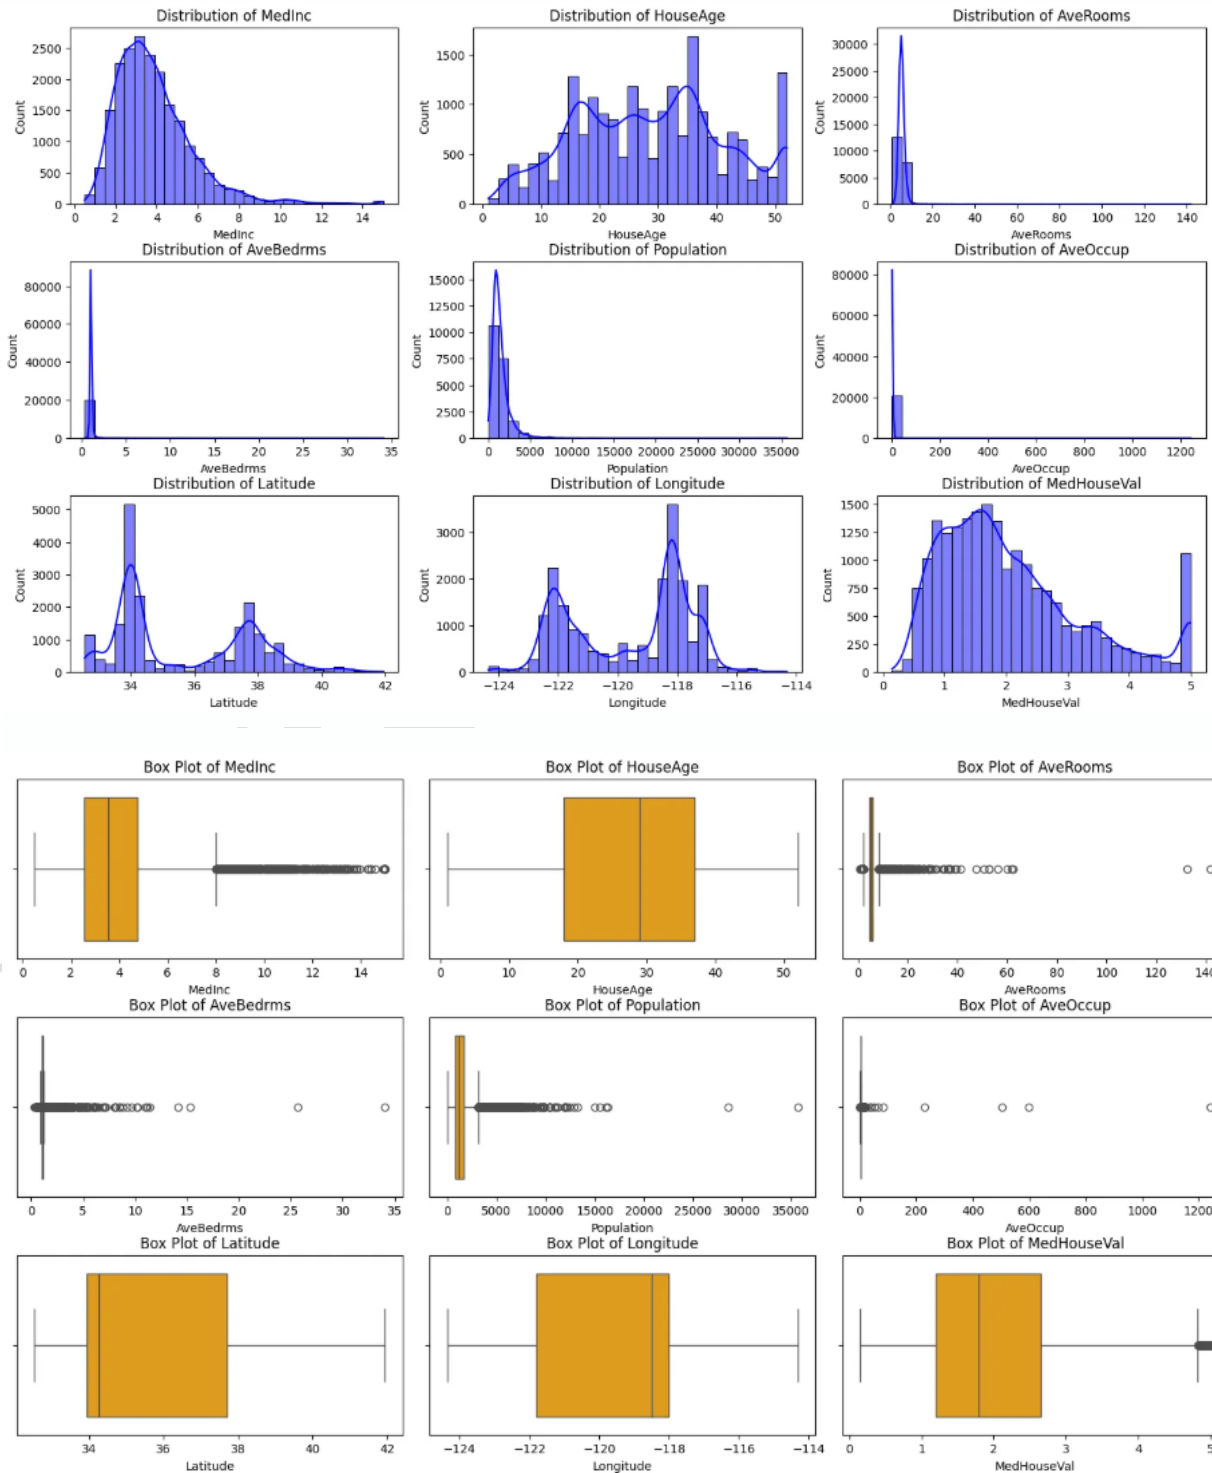 Distribution of MedInc
Distribution of HouseAge
Distribution of AveRooms
Count
2500
2000
1500
1000
500
0
0 2 4 6 8 10 12 14
MedInc
Count
1500
1000
500
0
0 10 20 30 40 50
HouseAge
Count
30000
25000
20000
15000
10000
5000
0
0 20 40 60 80 100 120 140
AveRooms
Distribution of AveBedrms
Distribution of Population
Distribution of AveOccup
Count
80000
60000
40000
20000
0
0 5 10 15 20 25 30 35
AveBedrms
Count
15000
12500
10000
7500
5000
2500
0
0 5000 10000 15000 20000 25000 30000 35000
Population
Count
80000
60000
40000
20000
0
0 200 400 600 800 1000 1200
AveOccup
Distribution of Latitude
Distribution of Longitude
Distribution of MedHouseVal
Count
5000
4000
3000
2000
1000
0
34 36 38 40 42
Latitude
Count
3000
2000
1000
0
−124 −122 −120 −118 −116 −114
Longitude
Count
1500
1250
1000
750
500
250
0
0 1 2 3 4 5
MedHouseVal
Box Plot of MedInc
Box Plot of HouseAge
Box Plot of AveRooms
0 2 4 6 8 10 12 14
MedInc
0 10 20 30 40 50
HouseAge
0 20 40 60 80 100 120 140
AveRooms
Box Plot of AveBedrms
Box Plot of Population
Box Plot of AveOccup
0 5 10 15 20 25 30 35
AveBedrms
0 5000 10000 15000 20000 25000 30000 35000
Population
0 200 400 600 800 1000 1200
AveOccup
Box Plot of Latitude
Box Plot of Longitude
Box Plot of MedHouseVal
34 36 38 40 42
Latitude
−124 −122 −120 −118 −116 −114
Longitude
0 1 2 3 4 5
MedHouseVal